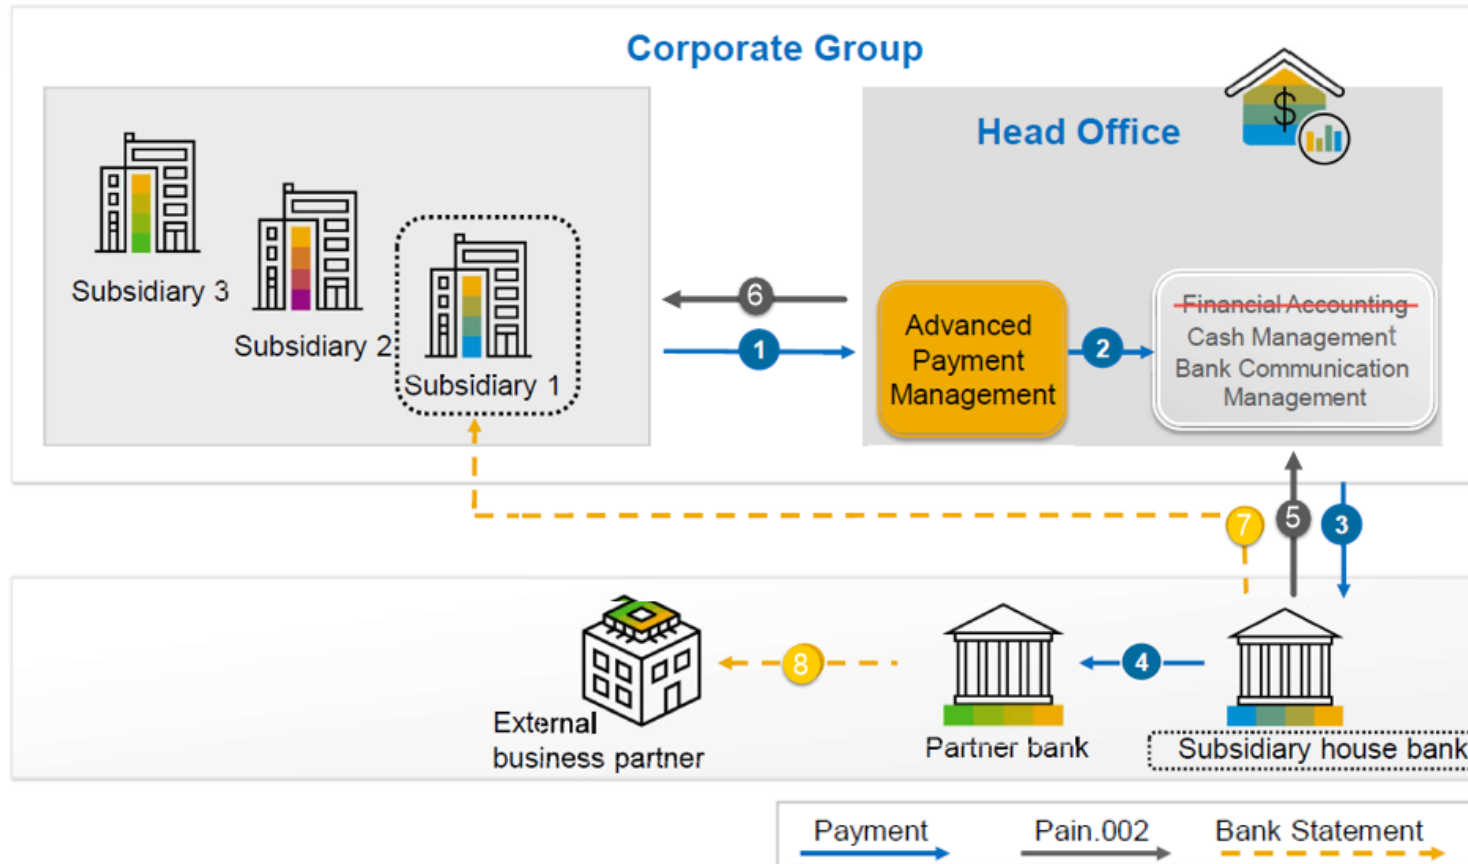 Corporate Group
Head Office
$
Subsidiary 3
Subsidiary 2
Subsidiary 1
6
1
Advanced
Payment
Management
2
Financial Accounting
Cash Management
Bank Communication
Management
7
5
3
8
4
External
business partner
Partner bank
Subsidiary house bank
Payment
Pain.002
Bank Statement